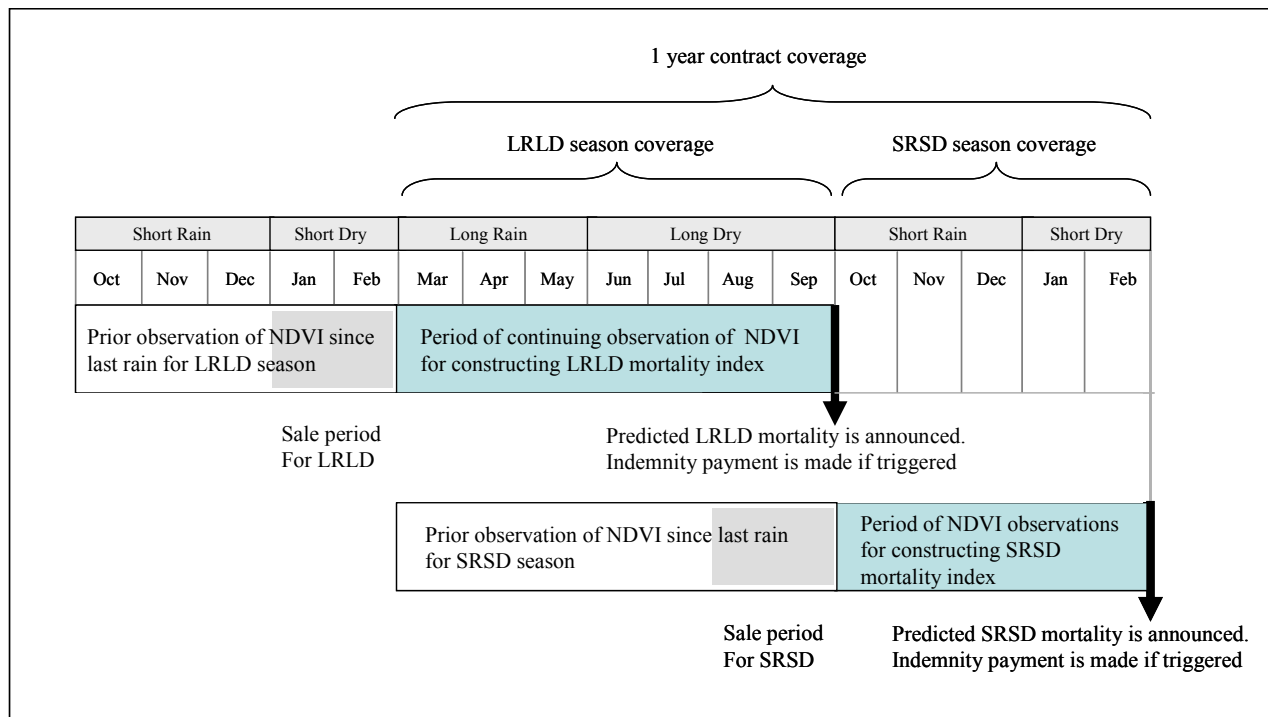 1 year contract coverage
LRLD season coverage SRSD season coverage
Short Rain Short Dry Long Rain Long Dry Short Rain Short Dry
Oct Nov Dec Jan Feb Mar Apr May Jun Jul Aug Sep Oct Nov Dec Jan Feb
Prior observation of NDVI since
last rain for LRLD season
Period of continuing observation of NDVI
for constructing LRLD mortality index
Sale period
For LRLD
Predicted LRLD mortality is announced.
Indemnity payment is made if triggered
Prior observation of NDVI since last rain
for SRSD season
Period of NDVI observations
for constructing SRSD
mortality index
Sale period
For SRSD
Predicted SRSD mortality is announced.
Indemnity payment is made if triggered